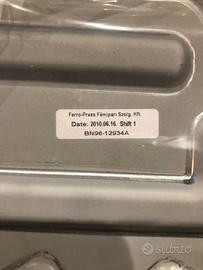 Ferro-Press Fémipari Szolg. Kft.
Date: 2010.06.16. Shift 1
BN96-12934A
subito